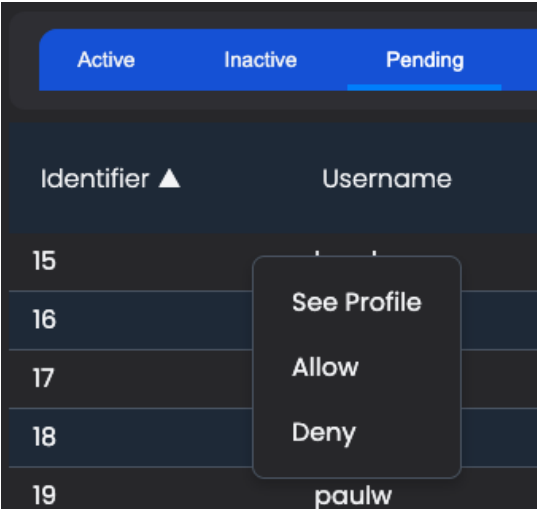 Active Inactive Pending
Identifier ▲ Username
15
See Profile
16
Allow
17
Deny
18
19 paulw